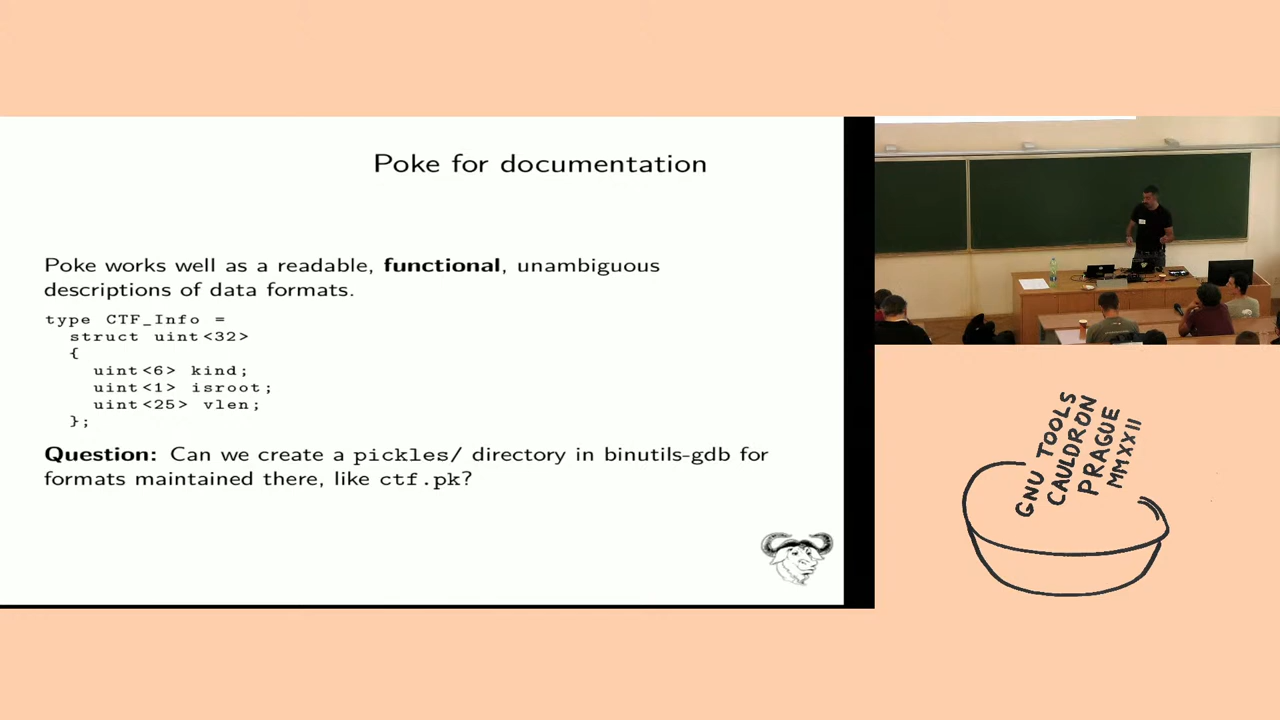 Poke for documentation
Poke works well as a readable, functional, unambiguous
descriptions of data formats.
type CTF_Info =
struct uint<32>
{
uint<6> kind;
uint<1> isroot;
uint<25> vlen;
};
Question: Can we create a pickles/ directory in binutils-gdb for
formats maintained there, like ctf.pk?
GNU TOOLS
CAULDRON
PRAGUE
MMXXII